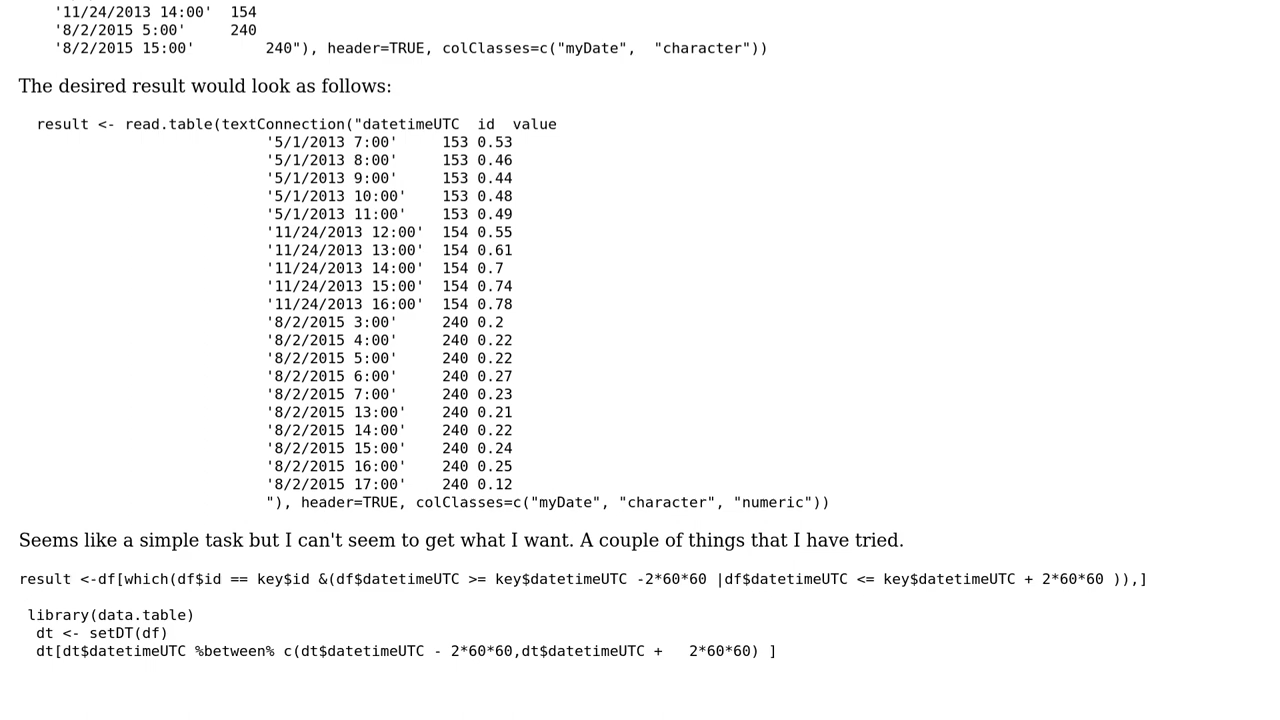 '11/24/2013 14:00'  154
'8/2/2015 5:00'     240
'8/2/2015 15:00'        240"), header=TRUE, colClasses=c("myDate",  "character"))
The desired result would look as follows:
result <- read.table(textConnection("datetimeUTC  id  value
'5/1/2013 7:00'     153 0.53
'5/1/2013 8:00'     153 0.46
'5/1/2013 9:00'     153 0.44
'5/1/2013 10:00'    153 0.48
'5/1/2013 11:00'    153 0.49
'11/24/2013 12:00'  154 0.55
'11/24/2013 13:00'  154 0.61
'11/24/2013 14:00'  154 0.7
'11/24/2013 15:00'  154 0.74
'11/24/2013 16:00'  154 0.78
'8/2/2015 3:00'     240 0.2
'8/2/2015 4:00'     240 0.22
'8/2/2015 5:00'     240 0.22
'8/2/2015 6:00'     240 0.27
'8/2/2015 7:00'     240 0.23
'8/2/2015 13:00'    240 0.21
'8/2/2015 14:00'    240 0.22
'8/2/2015 15:00'    240 0.24
'8/2/2015 16:00'    240 0.25
'8/2/2015 17:00'    240 0.12
"), header=TRUE, colClasses=c("myDate", "character", "numeric"))
Seems like a simple task but I can't seem to get what I want. A couple of things that I have tried.
result <-df[which(df$id == key$id &(df$datetimeUTC >= key$datetimeUTC -2*60*60 |df$datetimeUTC <= key$datetimeUTC + 2*60*60 )),]
library(data.table)
dt <- setDT(df)
dt[dt$datetimeUTC %between% c(dt$datetimeUTC - 2*60*60,dt$datetimeUTC +   2*60*60) ]